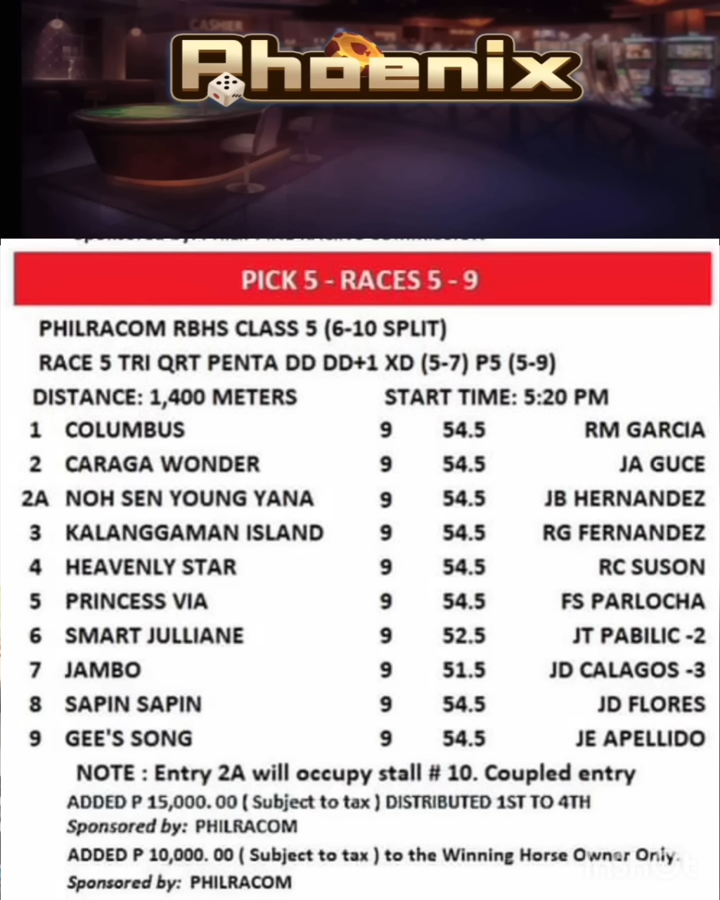 CASHIER
Phoenix
PICK 5 - RACES 5 - 9
PHILRACOM RBHS CLASS 5 (6-10 SPLIT)
RACE 5 TRI QRT PENTA DD DD+1 XD (5-7) P5 (5-9)
DISTANCE: 1,400 METERS START TIME: 5:20 PM
1 COLUMBUS 9 54.5 RM GARCIA
2 CARAGA WONDER 9 54.5 JA GUCE
2A NOH SEN YOUNG YANA 9 54.5 JB HERNANDEZ
3 KALANGGAMAN ISLAND 9 54.5 RG FERNANDEZ
4 HEAVENLY STAR 9 54.5 RC SUSON
5 PRINCESS VIA 9 54.5 FS PARLOCHA
6 SMART JULLIANE 9 52.5 JT PABILIC -2
7 JAMBO 9 51.5 JD CALAGOS -3
8 SAPIN SAPIN 9 54.5 JD FLORES
9 GEE'S SONG 9 54.5 JE APELLIDO
NOTE : Entry 2A will occupy stall # 10. Coupled entry
ADDED P 15,000. 00 ( Subject to tax ) DISTRIBUTED 1ST TO 4TH
Sponsored by: PHILRACOM
ADDED P 10,000. 00 ( Subject to tax ) to the Winning Horse Owner Only.
Sponsored by: PHILRACOM